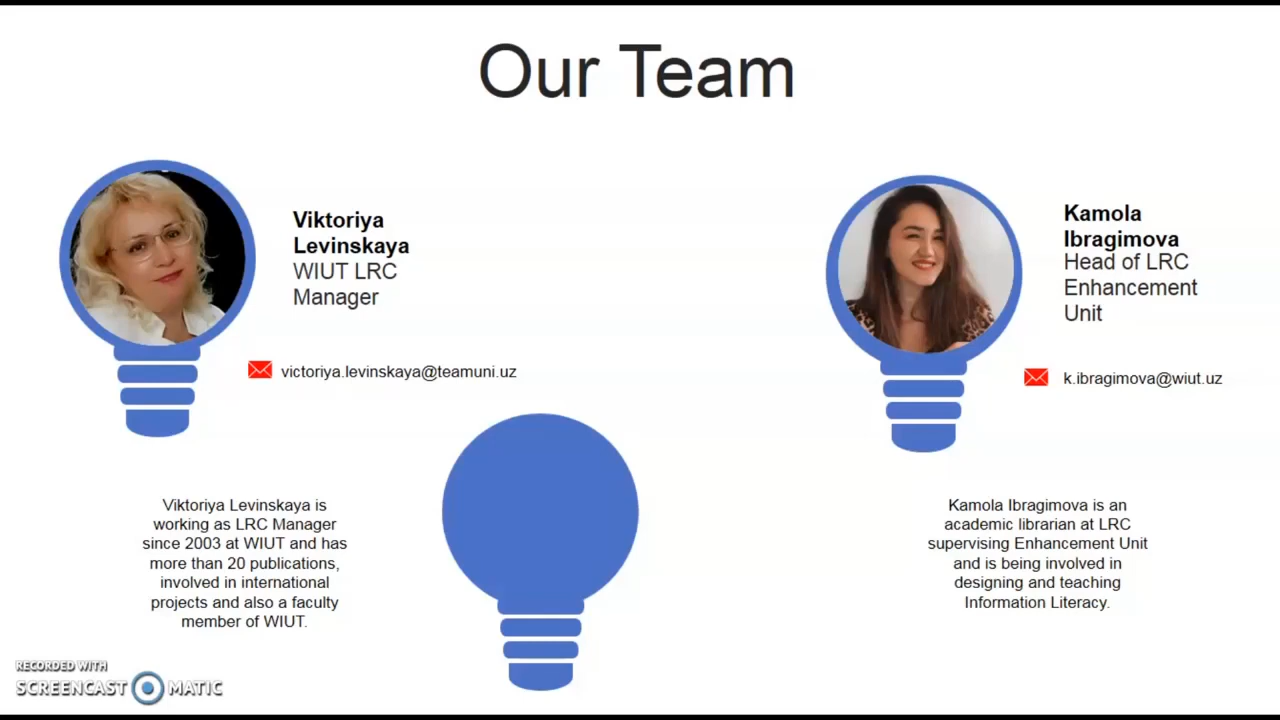 Our Team
Viktoriya
Levinskaya
WIUT LRC
Manager
victoriya.levinskaya@teamuni.uz
Viktoriya Levinskaya is
working as LRC Manager
since 2003 at WIUT and has
more than 20 publications,
involved in international
projects and also a faculty
member of WIUT.
Kamola
Ibragimova
Head of LRC
Enhancement
Unit
k.ibragimova@wiut.uz
Kamola Ibragimova is an
academic librarian at LRC
supervising Enhancement Unit
and is being involved in
designing and teaching
Information Literacy.
RECORDED WITH
SCREENCAST MATIC